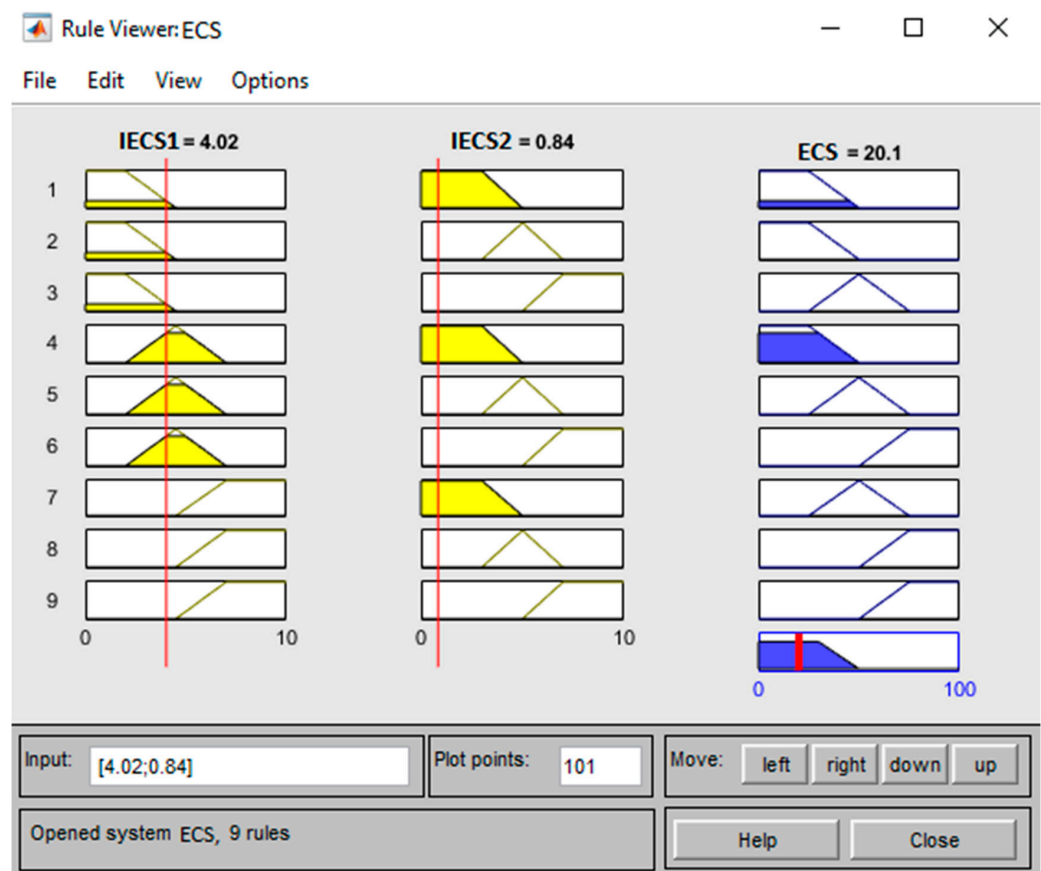 Rule Viewer: ECS
File Edit View Options
IECS1 = 4.02 IECS2 = 0.84 ECS = 20.1
1
2
3
4
5
6
7
8
9
0 10 0 10
0 100
Input: [4.02;0.84] Plot points: 101 Move: left right down up
Opened system ECS, 9 rules Help Close